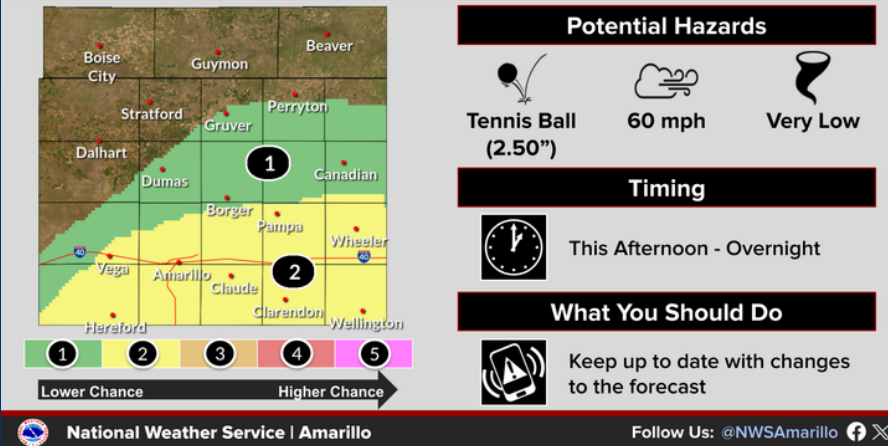 Boise
City
Guymon
Beaver
Stratford
Gruver
Perryton
Dalhart
Dumas
1
Canadian
Borger
Pampa
Wheeler
40
Vega
Amarillo
Claude
2
40
Clarendon
Hereford
Wellington
1 2 3 4 5
Lower Chance Higher Chance
Potential Hazards
Tennis Ball
(2.50”)
60 mph
Very Low
Timing
This Afternoon - Overnight
What You Should Do
Keep up to date with changes
to the forecast
National Weather Service | Amarillo
Follow Us: @NWSAmarillo